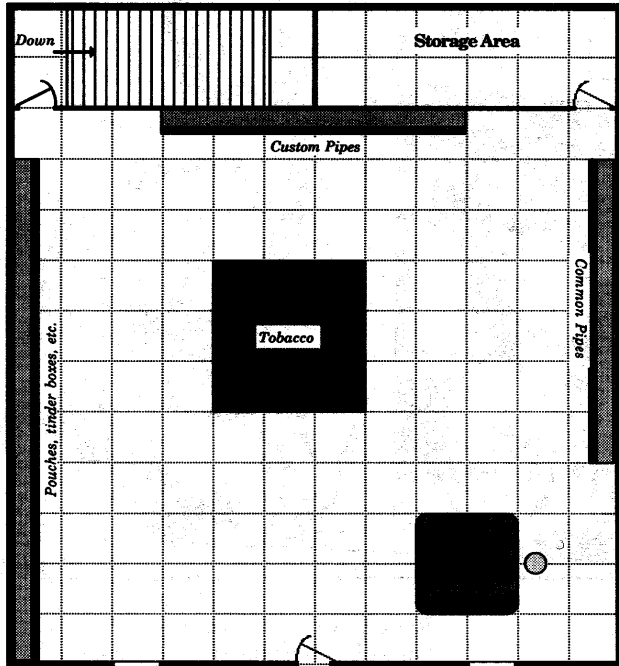 Down
Storage Area
Custom Pipes
Common Pipes
Tobacco
Pouches, tinder boxes, etc.